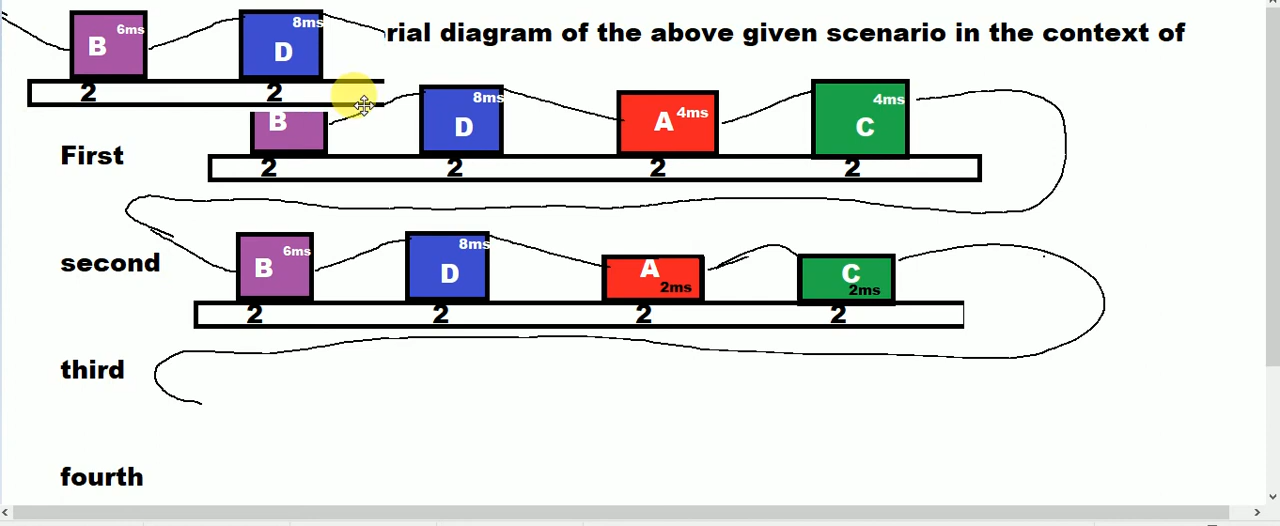 B 6ms D 8ms
rial diagram of the above given scenario in the context of
2 2
B D 8ms A 4ms C 4ms
First
2 2 2 2
second B 6ms D 8ms A 2ms C 2ms
2 2 2 2
third
fourth